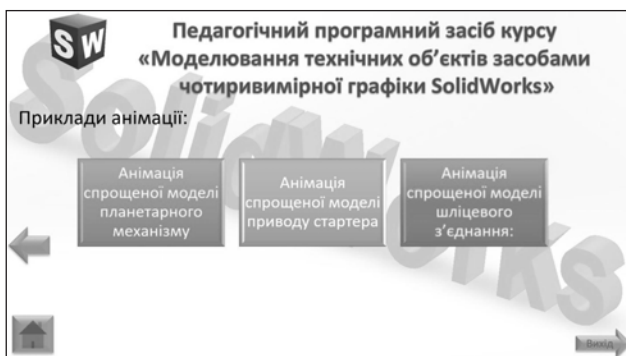 SW
Педагогічний програмний засіб курсу
«Моделювання технічних об’єктів засобами
чотиривимірної графіки SolidWorks»
SolidWorks
Приклади анімації:
Анімація
спрощеної моделі
планетарного
механізму
Анімація
спрощеної моделі
приводу стартера
Анімація
спрощеної моделі
шліцевого
з’єднання:
Вихід